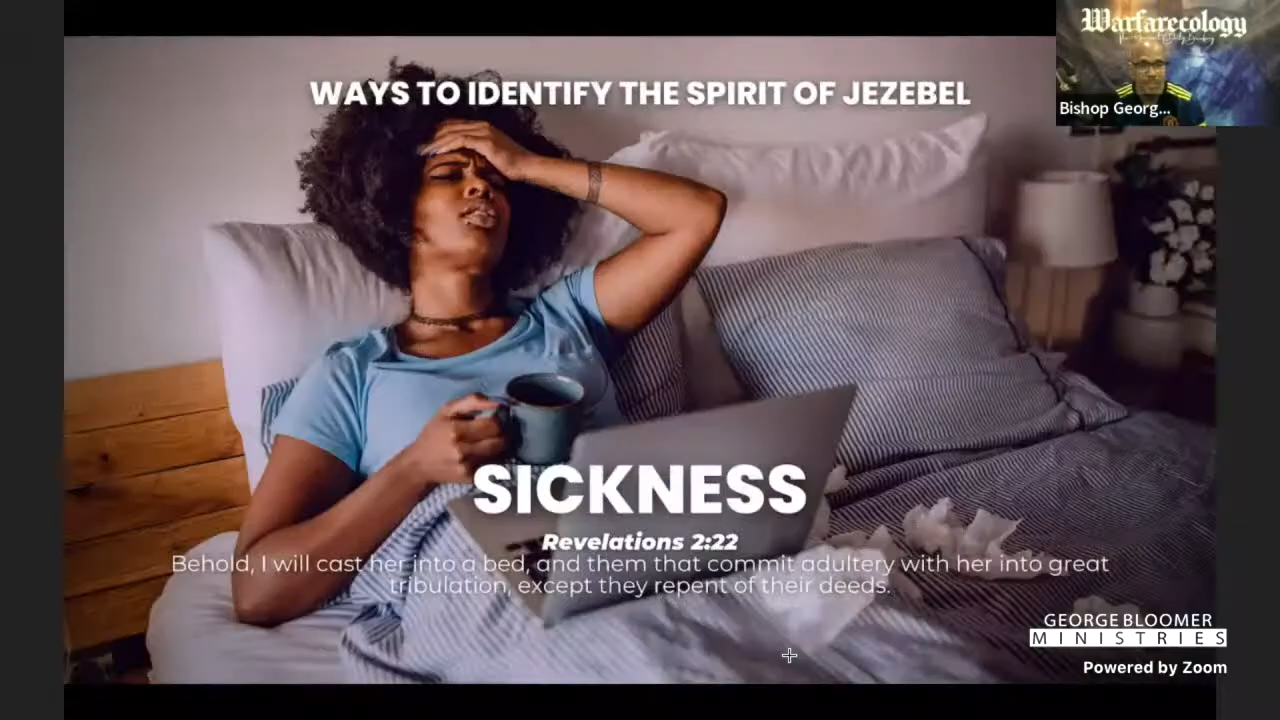 Warfarecology
WAYS TO IDENTIFY THE SPIRIT OF JEZEBEL
Bishop Georg...
SICKNESS
Revelations 2:22
Behold, I will cast her into a bed, and them that commit adultery with her into great
tribulation, except they repent of their deeds.
GEORGE BLOOMER
MINISTRIES
Powered by Zoom